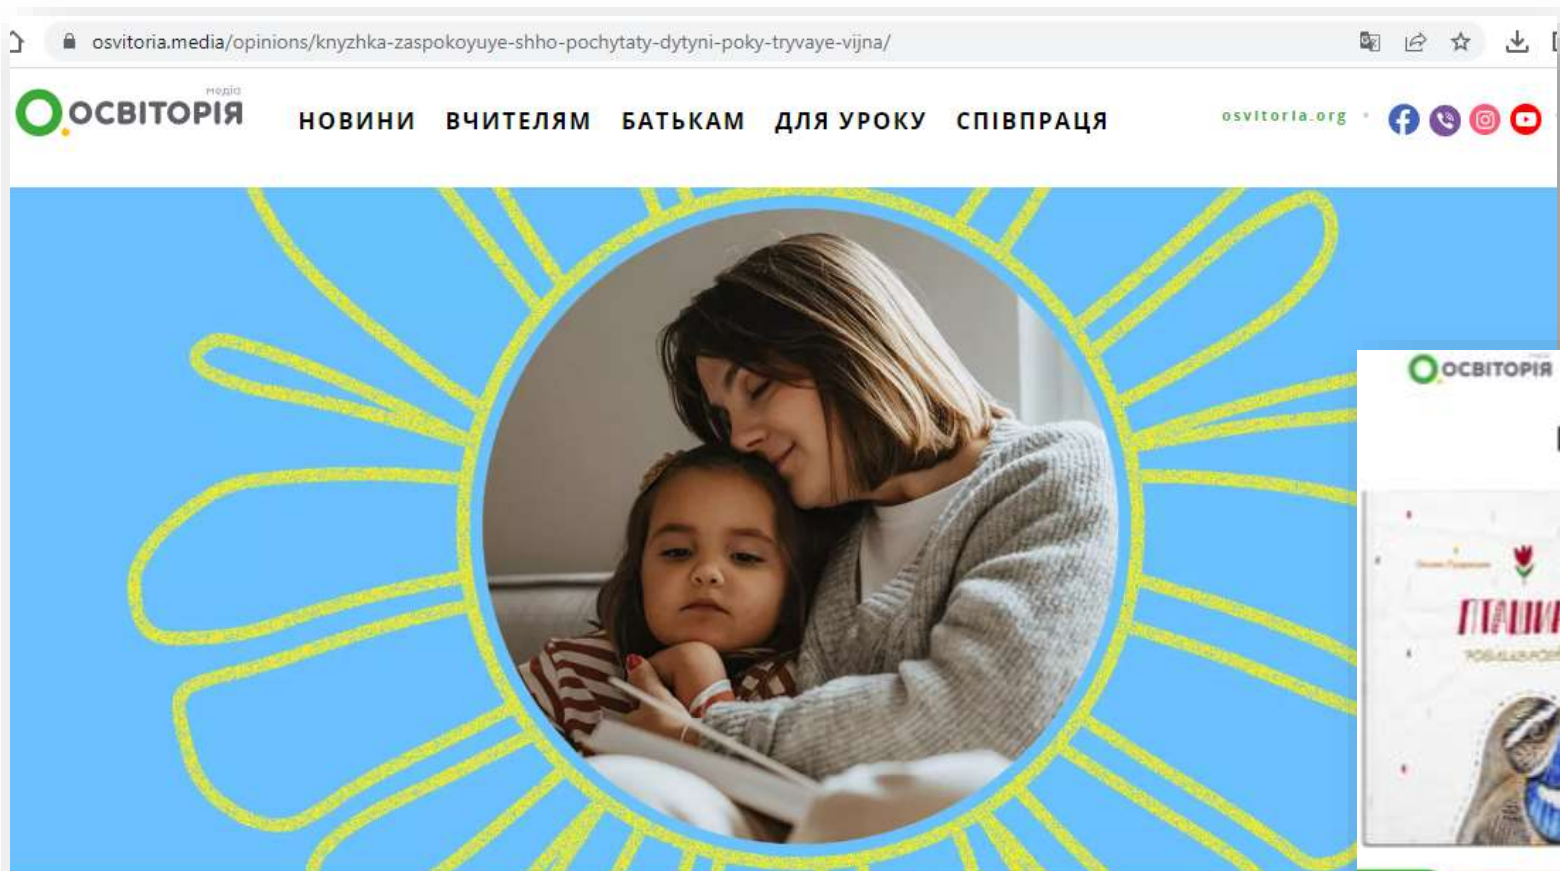 osvitoria.media/opinions/knyzhka-zaspokoyuye-shho-pochytaty-dytyni-poky-tryvaye-vijna/
медіа
ОСВІТОРІЯ
НОВИНИ ВЧИТЕЛЯМ БАТЬКАМ ДЛЯ УРОКУ СПІВПРАЦЯ
osvitoria.org
ОСВІТОРІЯ